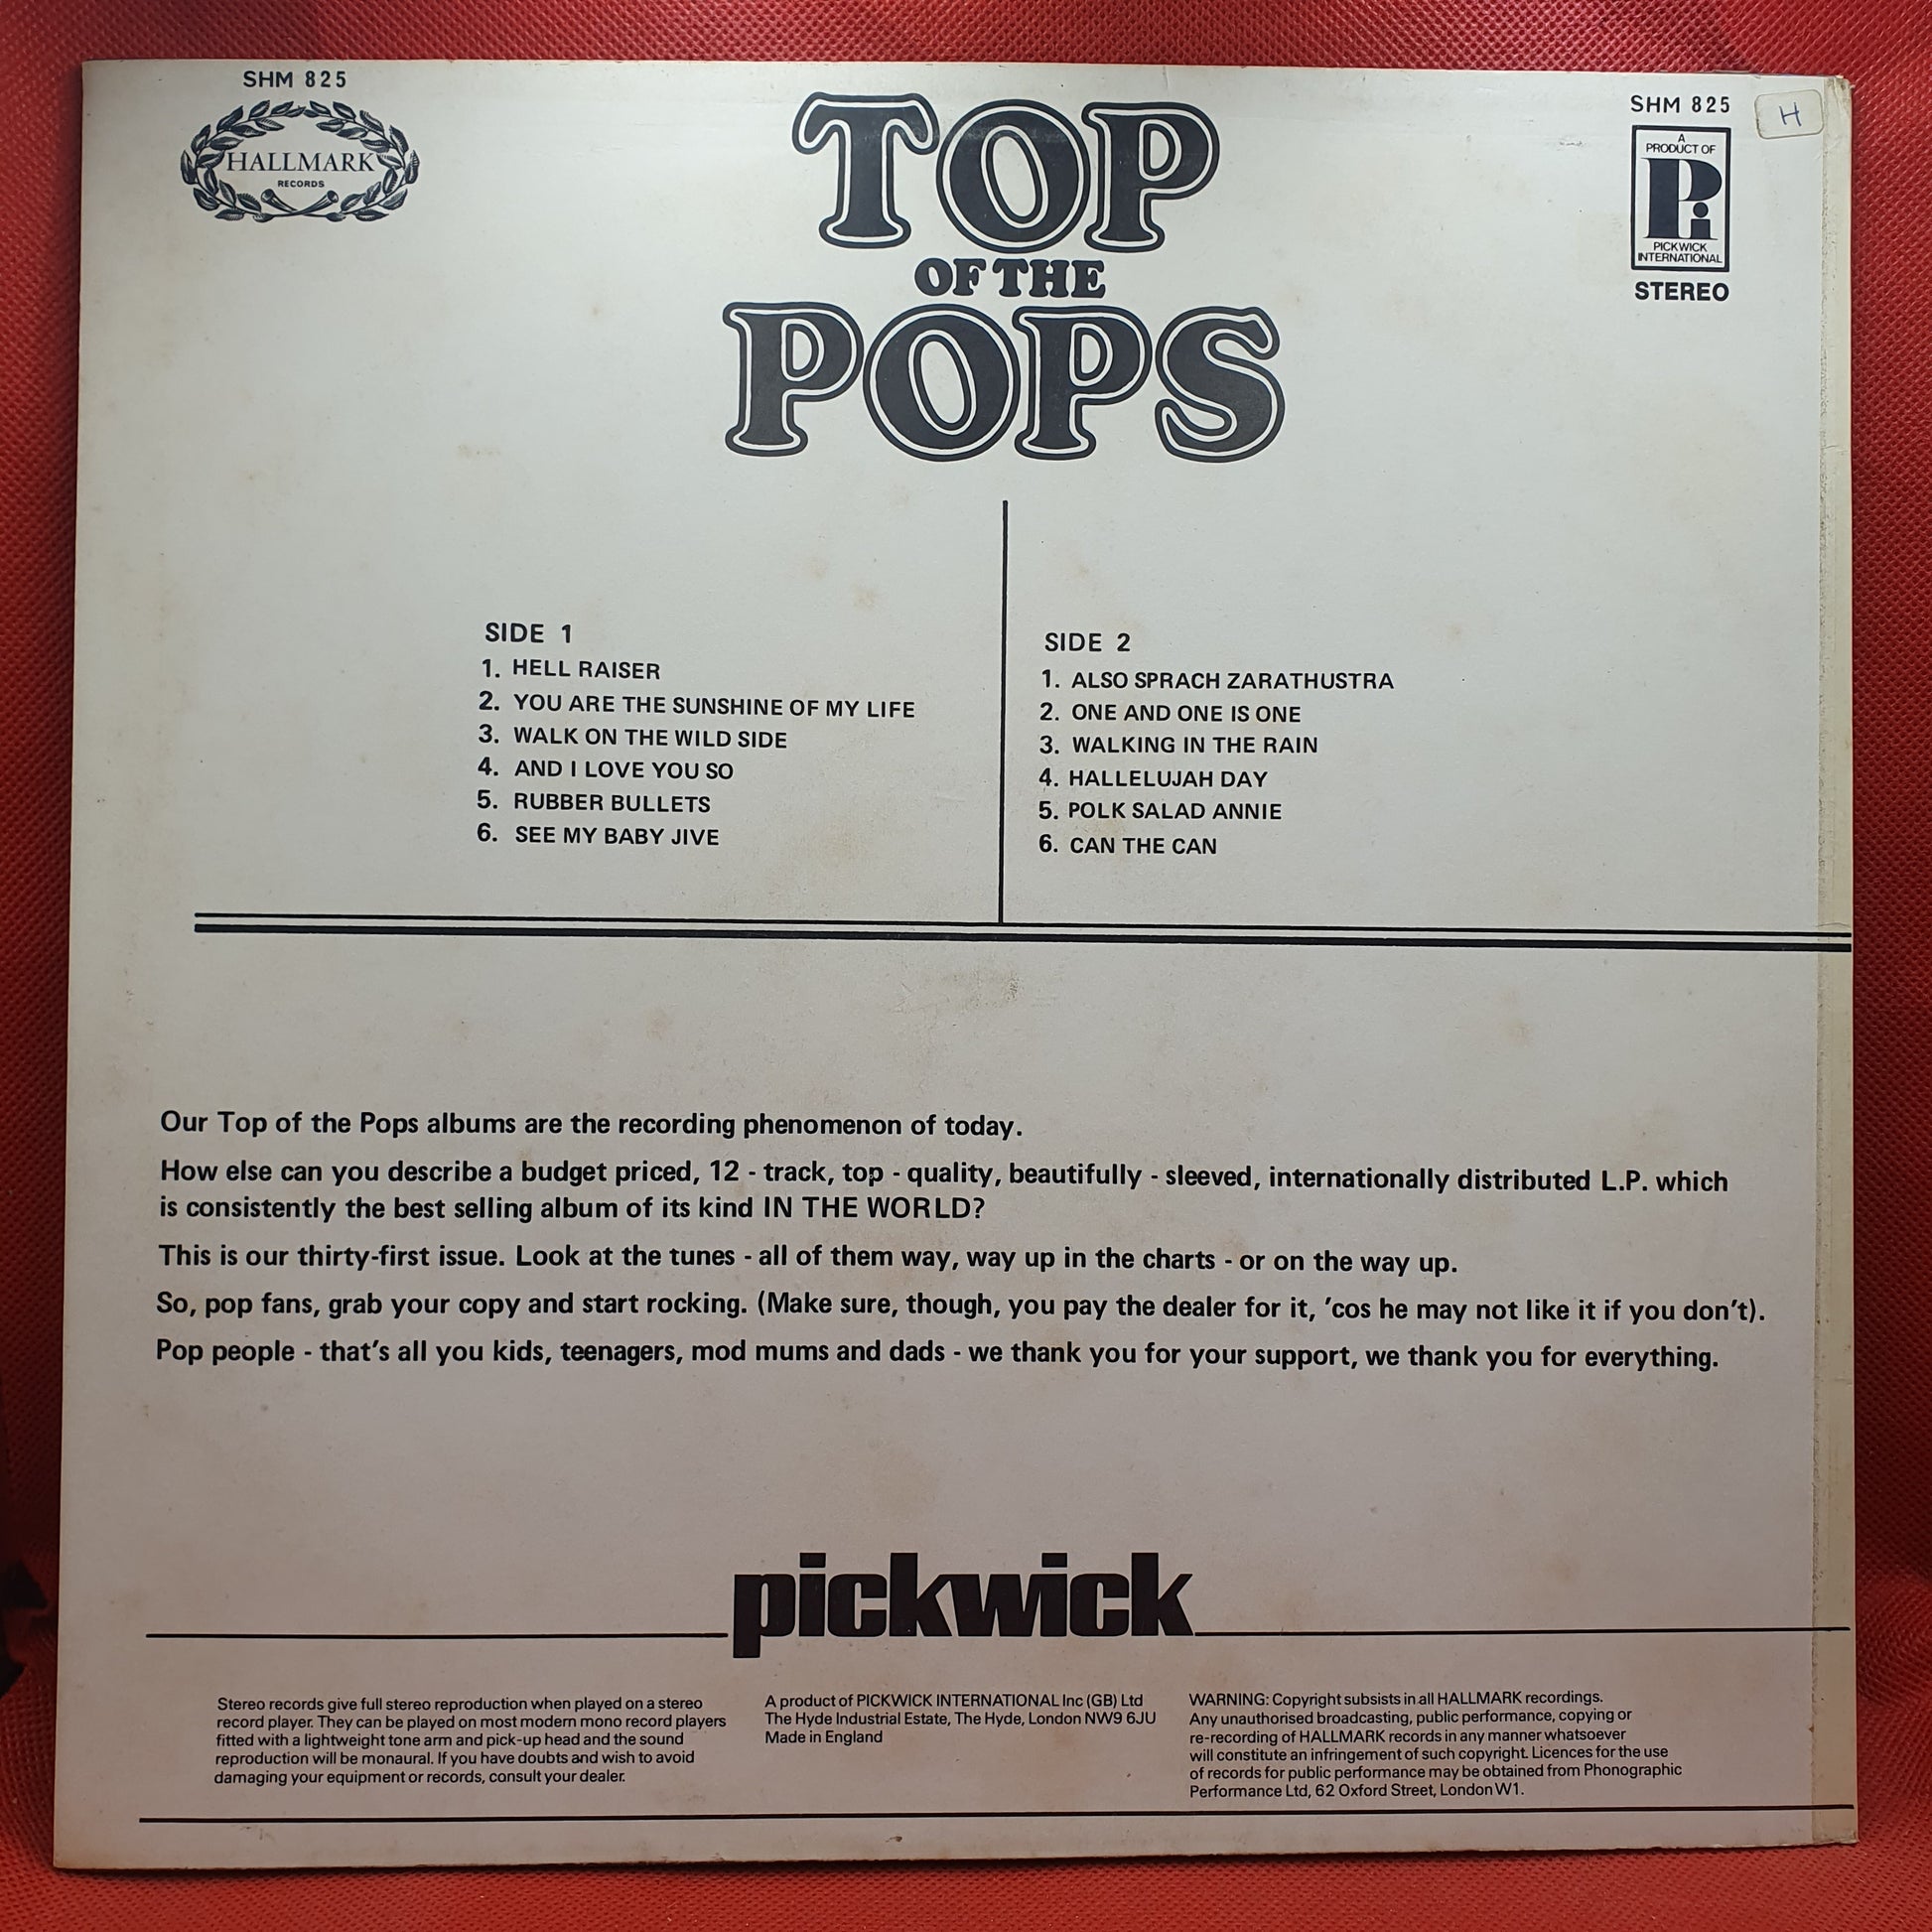 SHM 825
HALLMARK
RECORDS
TOP
OF THE
POPS
SHM 825
H
A
PRODUCT OF
Pi
PICKWICK
INTERNATIONAL
STEREO
SIDE 1
1. HELL RAISER
2. YOU ARE THE SUNSHINE OF MY LIFE
3. WALK ON THE WILD SIDE
4. AND I LOVE YOU SO
5. RUBBER BULLETS
6. SEE MY BABY JIVE
SIDE 2
1. ALSO SPRACH ZARATHUSTRA
2. ONE AND ONE IS ONE
3. WALKING IN THE RAIN
4. HALLELUJAH DAY
5. POLK SALAD ANNIE
6. CAN THE CAN
Our Top of the Pops albums are the recording phenomenon of today.
How else can you describe a budget priced, 12 - track, top - quality, beautifully - sleeved, internationally distributed L.P. which
is consistently the best selling album of its kind IN THE WORLD?
This is our thirty-first issue. Look at the tunes - all of them way, way up in the charts - or on the way up.
So, pop fans, grab your copy and start rocking. (Make sure, though, you pay the dealer for it, 'cos he may not like it if you don't).
Pop people - that's all you kids, teenagers, mod mums and dads - we thank you for your support, we thank you for everything.
pickwick
Stereo records give full stereo reproduction when played on a stereo
record player. They can be played on most modern mono record players
fitted with a lightweight tone arm and pick-up head and the sound
reproduction will be monaural. If you have doubts and wish to avoid
damaging your equipment or records, consult your dealer.
A product of PICKWICK INTERNATIONAL Inc (GB) Ltd
The Hyde Industrial Estate, The Hyde, London NW9 6JU
Made in England
WARNING: Copyright subsists in all HALLMARK recordings.
Any unauthorised broadcasting, public performance, copying or
re-recording of HALLMARK records in any manner whatsoever
will constitute an infringement of such copyright. Licences for the use
of records for public performance may be obtained from Phonographic
Performance Ltd, 62 Oxford Street, London W1.